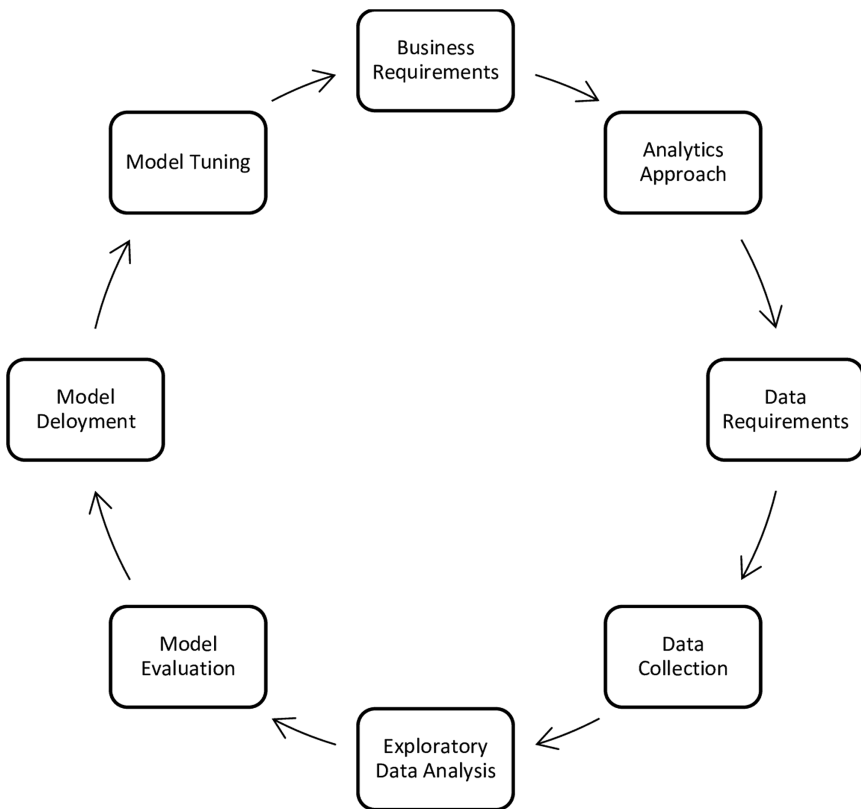 Business
Requirements
Analytics
Approach
Data
Requirements
Data
Collection
Exploratory
Data Analysis
Model
Evaluation
Model
Deloyment
Model Tuning